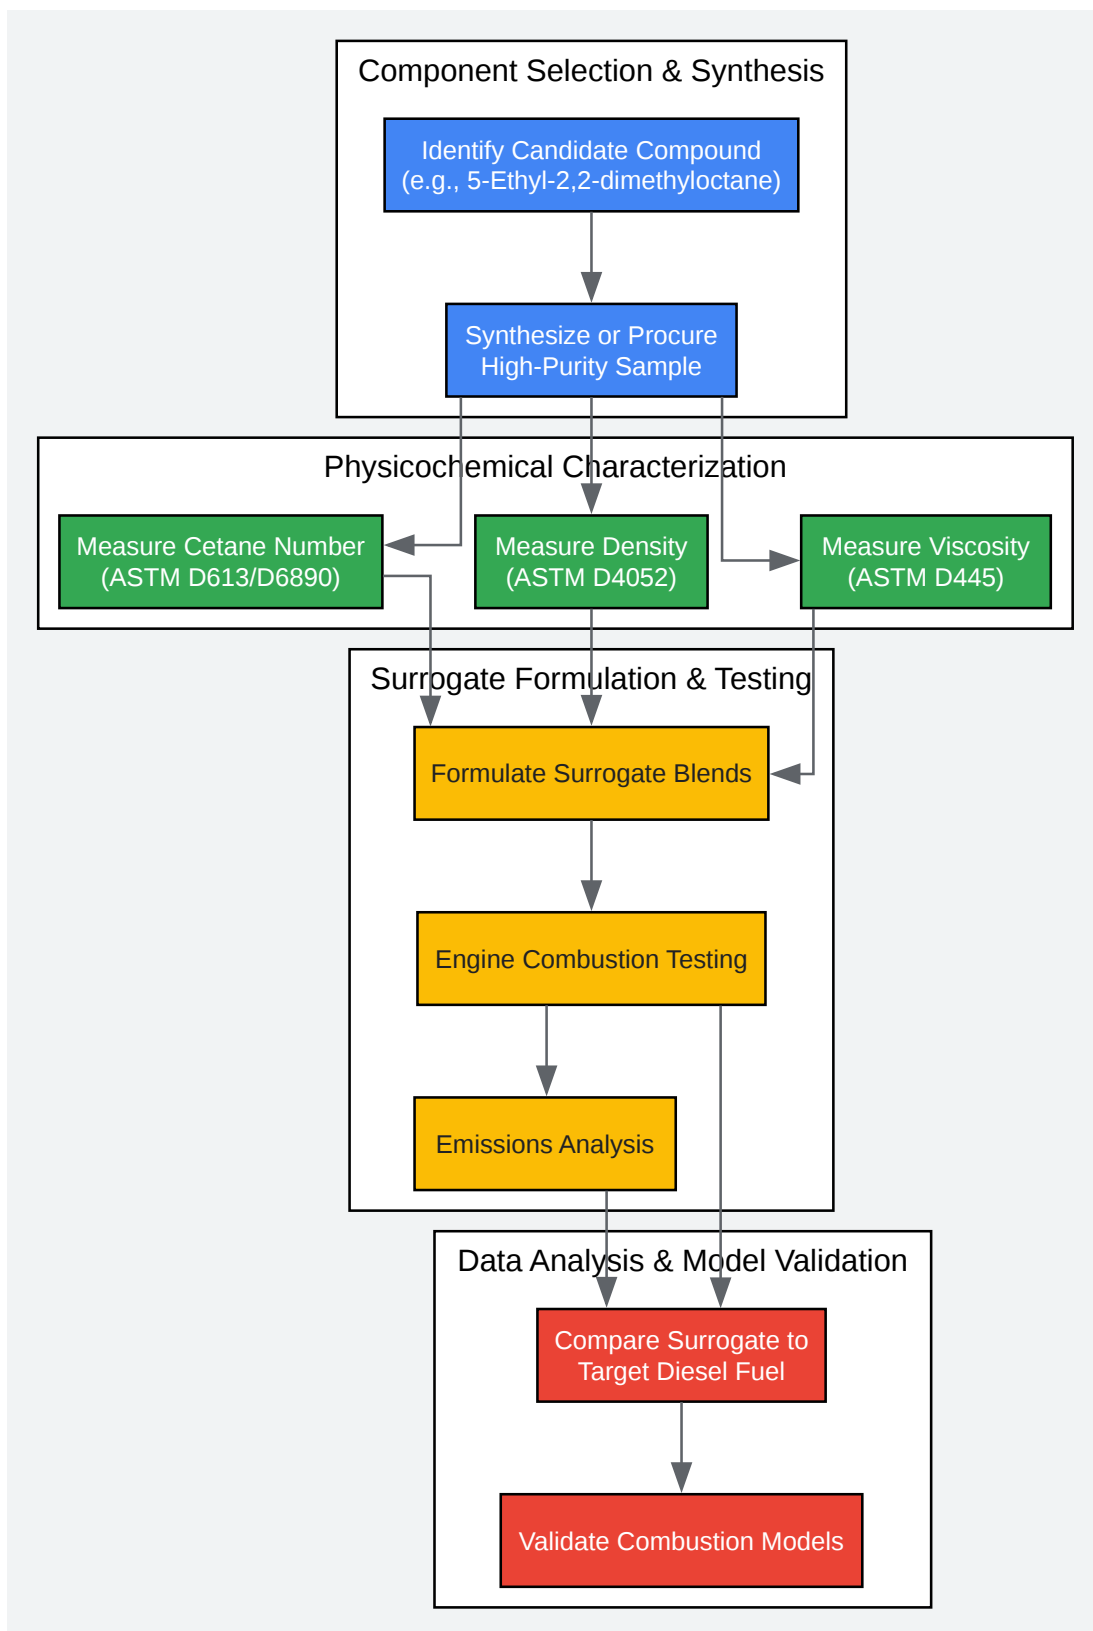 Component Selection & Synthesis
Identify Candidate Compound
(e.g., 5-Ethyl-2,2-dimethyloctane)
Synthesize or Procure
High-Purity Sample
Physicochemical Characterization
Measure Cetane Number
(ASTM D613/D6890)
Measure Density
(ASTM D4052)
Measure Viscosity
(ASTM D445)
Surrogate Formulation & Testing
Formulate Surrogate Blends
Engine Combustion Testing
Emissions Analysis
Data Analysis & Model Validation
Compare Surrogate to
Target Diesel Fuel
Validate Combustion Models